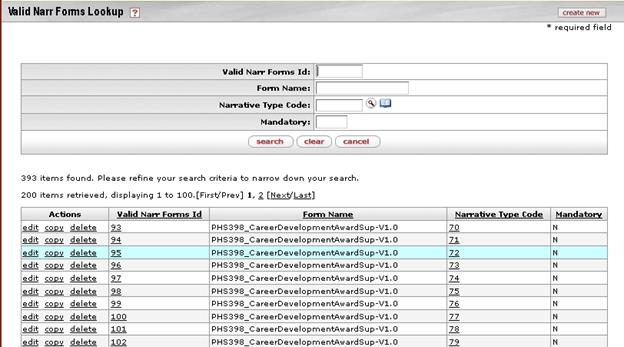 Valid Narr Forms Lookup ?
create new
* required field
Valid Narr Forms Id:
Form Name:
Narrative Type Code:
Mandatory:
search clear cancel
393 items found. Please refine your search criteria to narrow down your search.
200 items retrieved, displaying 1 to 100.[First/Prev] 1, 2 [Next/Last]
Actions Valid Narr Forms Id Form Name Narrative Type Code Mandatory
edit copy delete 93 PHS398_CareerDevelopmentAwardSup-V1.0 70 N
edit copy delete 94 PHS398_CareerDevelopmentAwardSup-V1.0 71 N
edit copy delete 95 PHS398_CareerDevelopmentAwardSup-V1.0 72 N
edit copy delete 96 PHS398_CareerDevelopmentAwardSup-V1.0 73 N
edit copy delete 97 PHS398_CareerDevelopmentAwardSup-V1.0 74 N
edit copy delete 98 PHS398_CareerDevelopmentAwardSup-V1.0 75 N
edit copy delete 99 PHS398_CareerDevelopmentAwardSup-V1.0 76 N
edit copy delete 100 PHS398_CareerDevelopmentAwardSup-V1.0 77 N
edit copy delete 101 PHS398_CareerDevelopmentAwardSup-V1.0 78 N
edit copy delete 102 PHS398_CareerDevelopmentAwardSup-V1.0 79 N